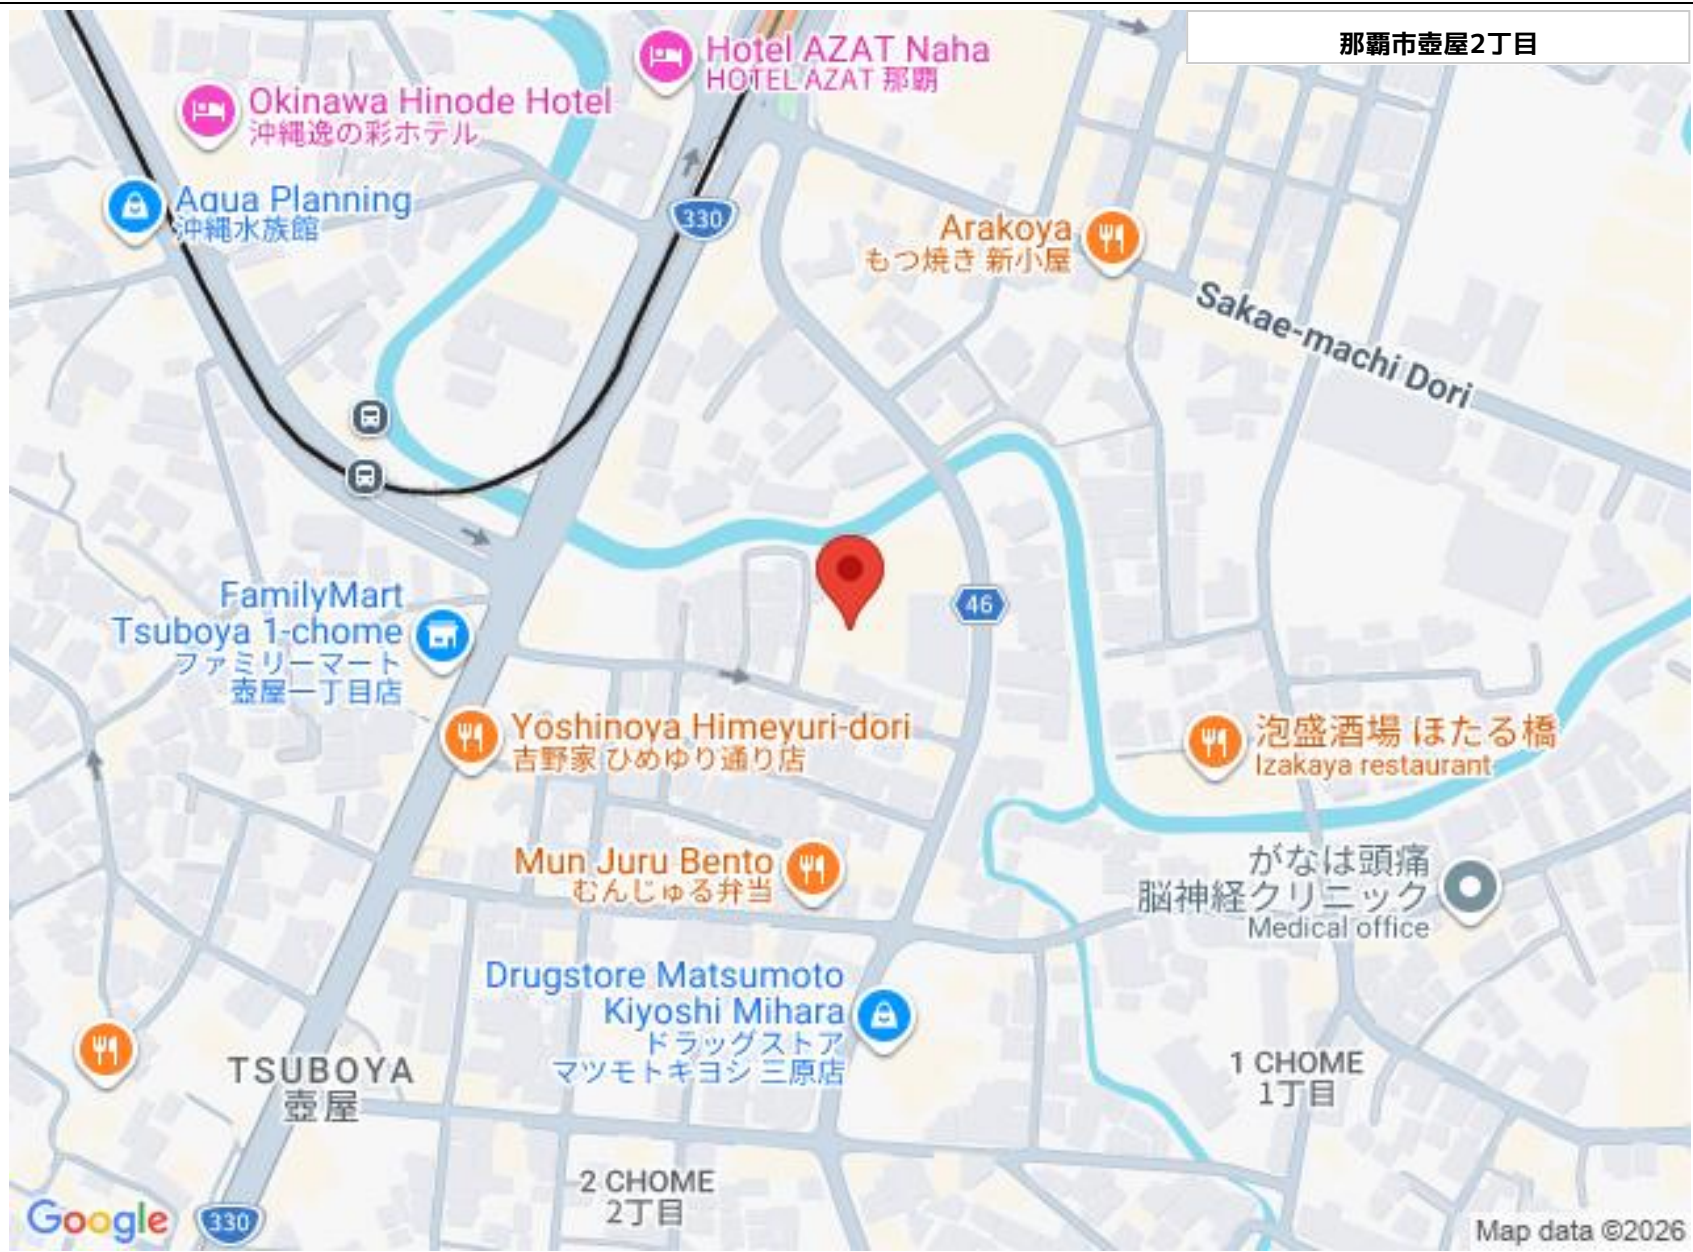 那覇市壺屋2丁目
Hotel AZAT Naha
HOTEL AZAT 那覇
Okinawa Hinode Hotel
沖縄逸の彩ホテル
Aqua Planning
沖縄水族館
330
Arakoya
もつ焼き 新小屋
Sakae-machi Dori
FamilyMart
Tsuboya 1-chome
ファミリーマート
壺屋一丁目店
46
Yoshinoya Himeyuri-dori
吉野家 ひめゆり通り店
泡盛酒場 ほたる橋
Izakaya restaurant
Mun Juru Bento
むんじゅる弁当
がなは頭痛
脳神経クリニック
Medical office
Drugstore Matsumoto
Kiyoshi Mihara
ドラッグストア
マツモトキヨシ 三原店
TSUBOYA
壺屋
1 CHOME
1丁目
2 CHOME
2丁目
Google
330
Map data ©2026